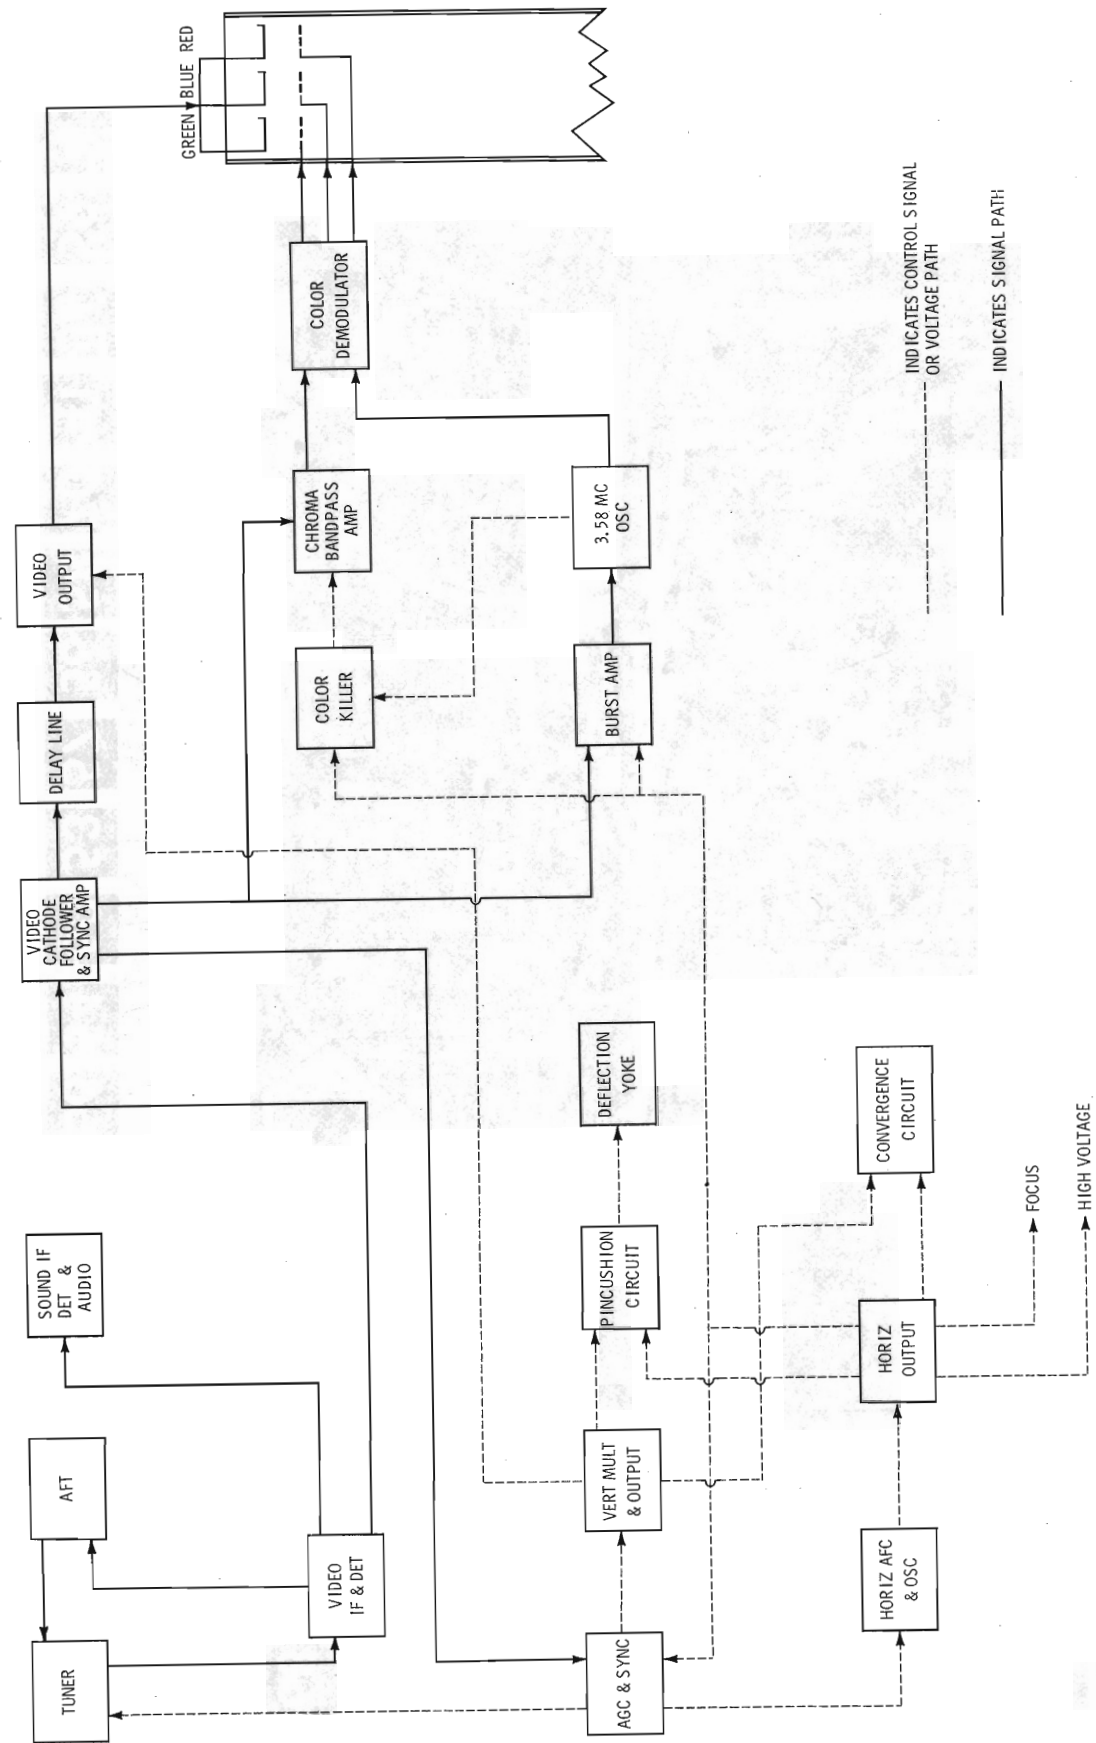 TUNER
AFT
VIDEO
IF & DET
SOUND IF
DET &
AUDIO
VIDEO
CATHODE
FOLLOWER
& SYNC AMP
DELAY LINE
VIDEO
OUTPUT
GREEN
BLUE
RED
COLOR
KILLER
CHROMA
BANDPASS
AMP
COLOR
DEMODULATOR
AGC & SYNC
VERT MULT
& OUTPUT
PINCUSHION
CIRCUIT
DEFLECTION
YOKE
BURST AMP
3.58 MC
OSC
HORIZ AFC
& OSC
HORIZ
OUTPUT
CONVERGENCE
CIRCUIT
FOCUS
HIGH VOLTAGE
INDICATES CONTROL SIGNAL
OR VOLTAGE PATH
INDICATES SIGNAL PATH